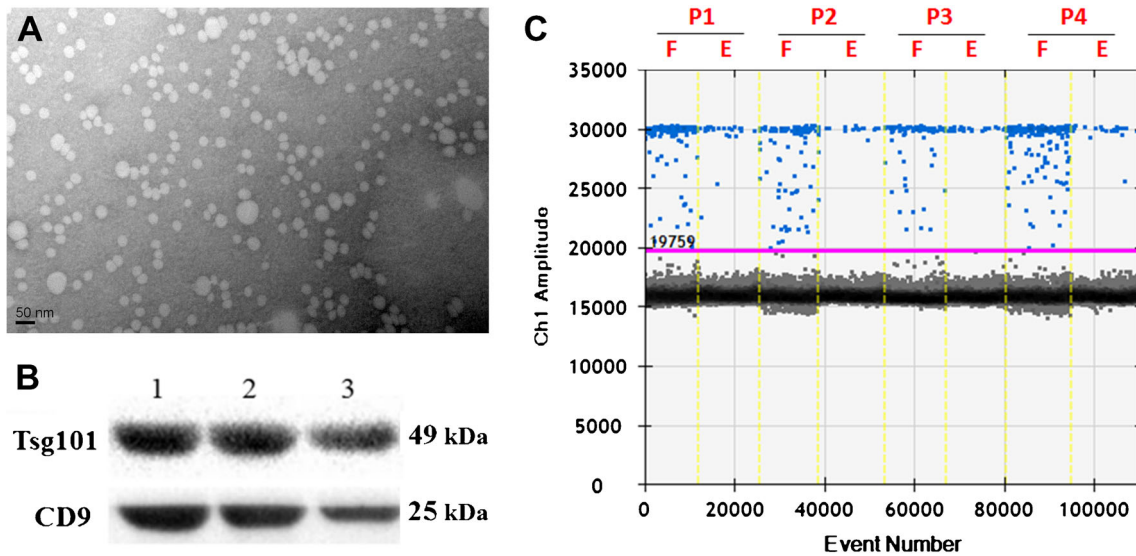 A
50 nm
B
1 2 3
Tsg101 49 kDa
CD9 25 kDa
C
P1 P2 P3 P4
F E F E F E F E
35000
30000
25000
20000
19759
15000
10000
5000
0
Ch1 Amplitude
0 20000 40000 60000 80000 100000
Event Number